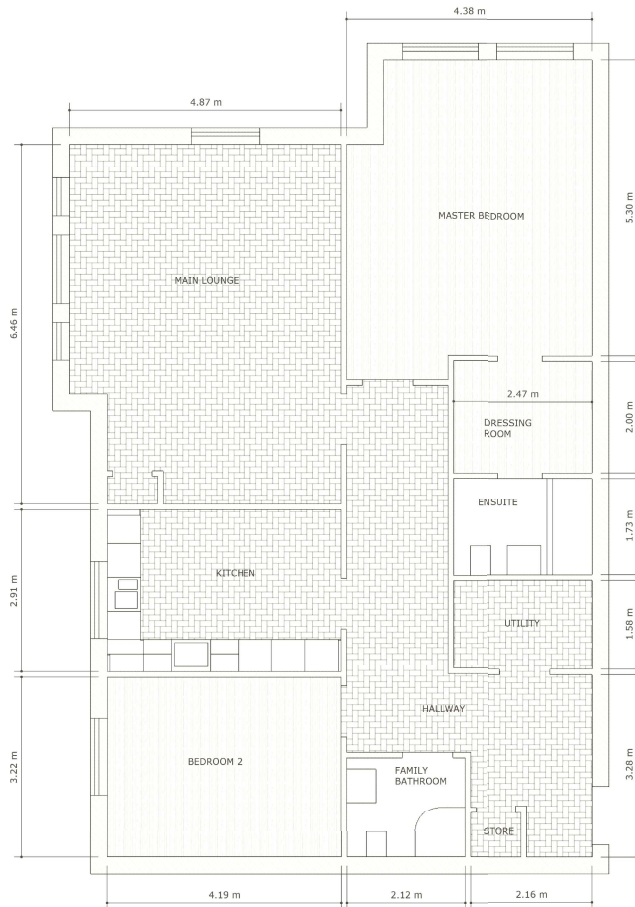 4.38 m
4.87 m
MASTER BEDROOM
5.30 m
MAIN LOUNGE
6.46 m
2.47 m
DRESSING
ROOM
2.00 m
ENSUITE
1.73 m
KITCHEN
2.91 m
UTILITY
1.58 m
HALLWAY
BEDROOM 2
3.22 m
FAMILY
BATHROOM
3.28 m
STORE
4.19 m
2.12 m
2.16 m